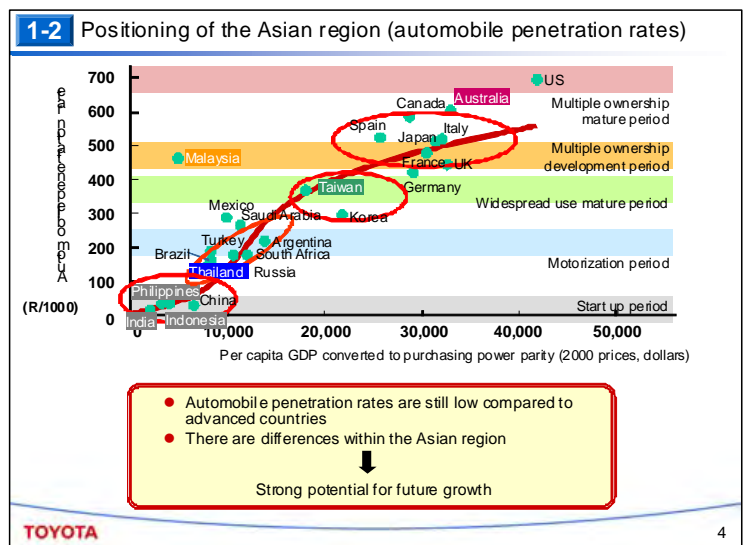 1-2 Positioning of the Asian region (automobile penetration rates)
Automobile penetration rate
(R/1000)
700
600
500
400
300
200
100
0
US
Canada
Australia
Multiple ownership
mature period
Spain
Japan
Italy
Multiple ownership
development period
Malaysia
France
UK
Taiwan
Germany
Mexico
Saudi Arabia
Korea
Widespread use mature period
Turkey
Argentina
Brazil
South Africa
Motorization period
Thailand
Russia
Philippines
China
Start up period
India
Indonesia
0
10,000
20,000
30,000
40,000
50,000
Per capita GDP converted to purchasing power parity (2000 prices, dollars)
● Automobile penetration rates are still low compared to
advanced countries
● There are differences within the Asian region
Strong potential for future growth
TOYOTA
4